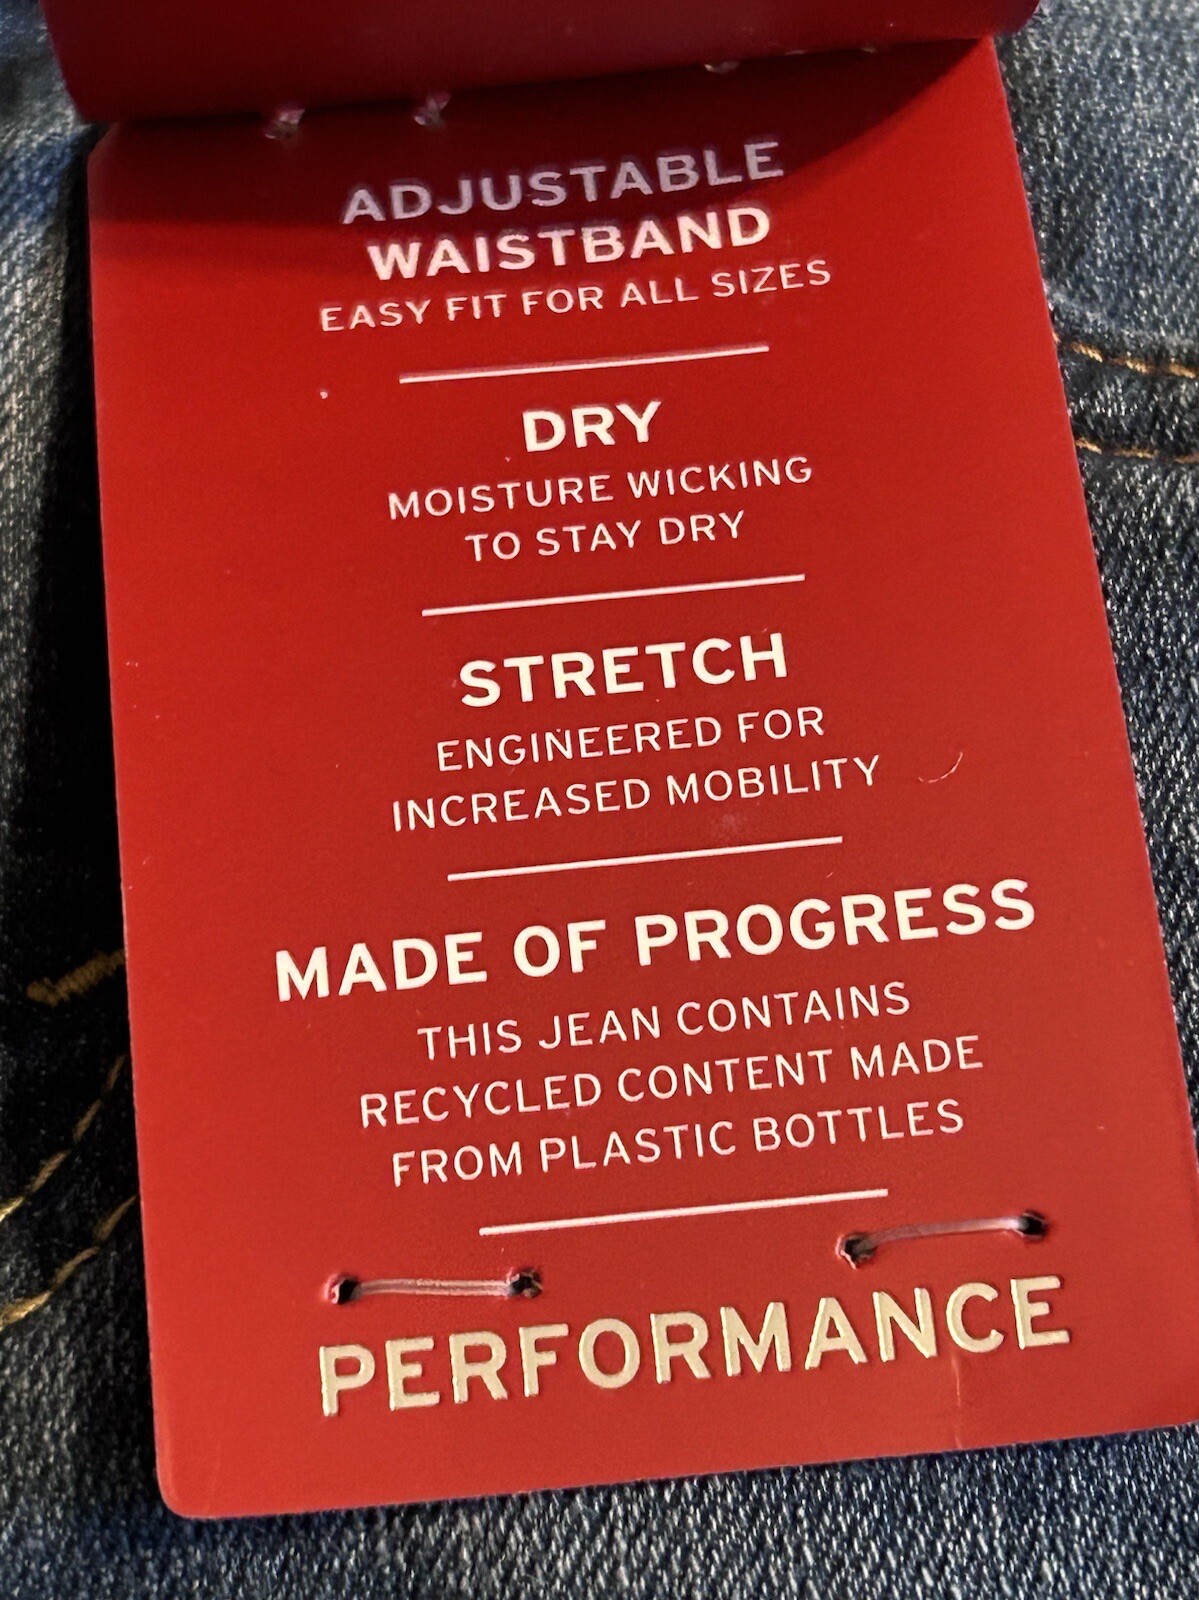 ADJUSTABLE
WAISTBAND
EASY FIT FOR ALL SIZES
DRY
MOISTURE WICKING
TO STAY DRY
STRETCH
ENGINEERED FOR
INCREASED MOBILITY
MADE OF PROGRESS
THIS JEAN CONTAINS
RECYCLED CONTENT MADE
FROM PLASTIC BOTTLES
PERFORMANCE